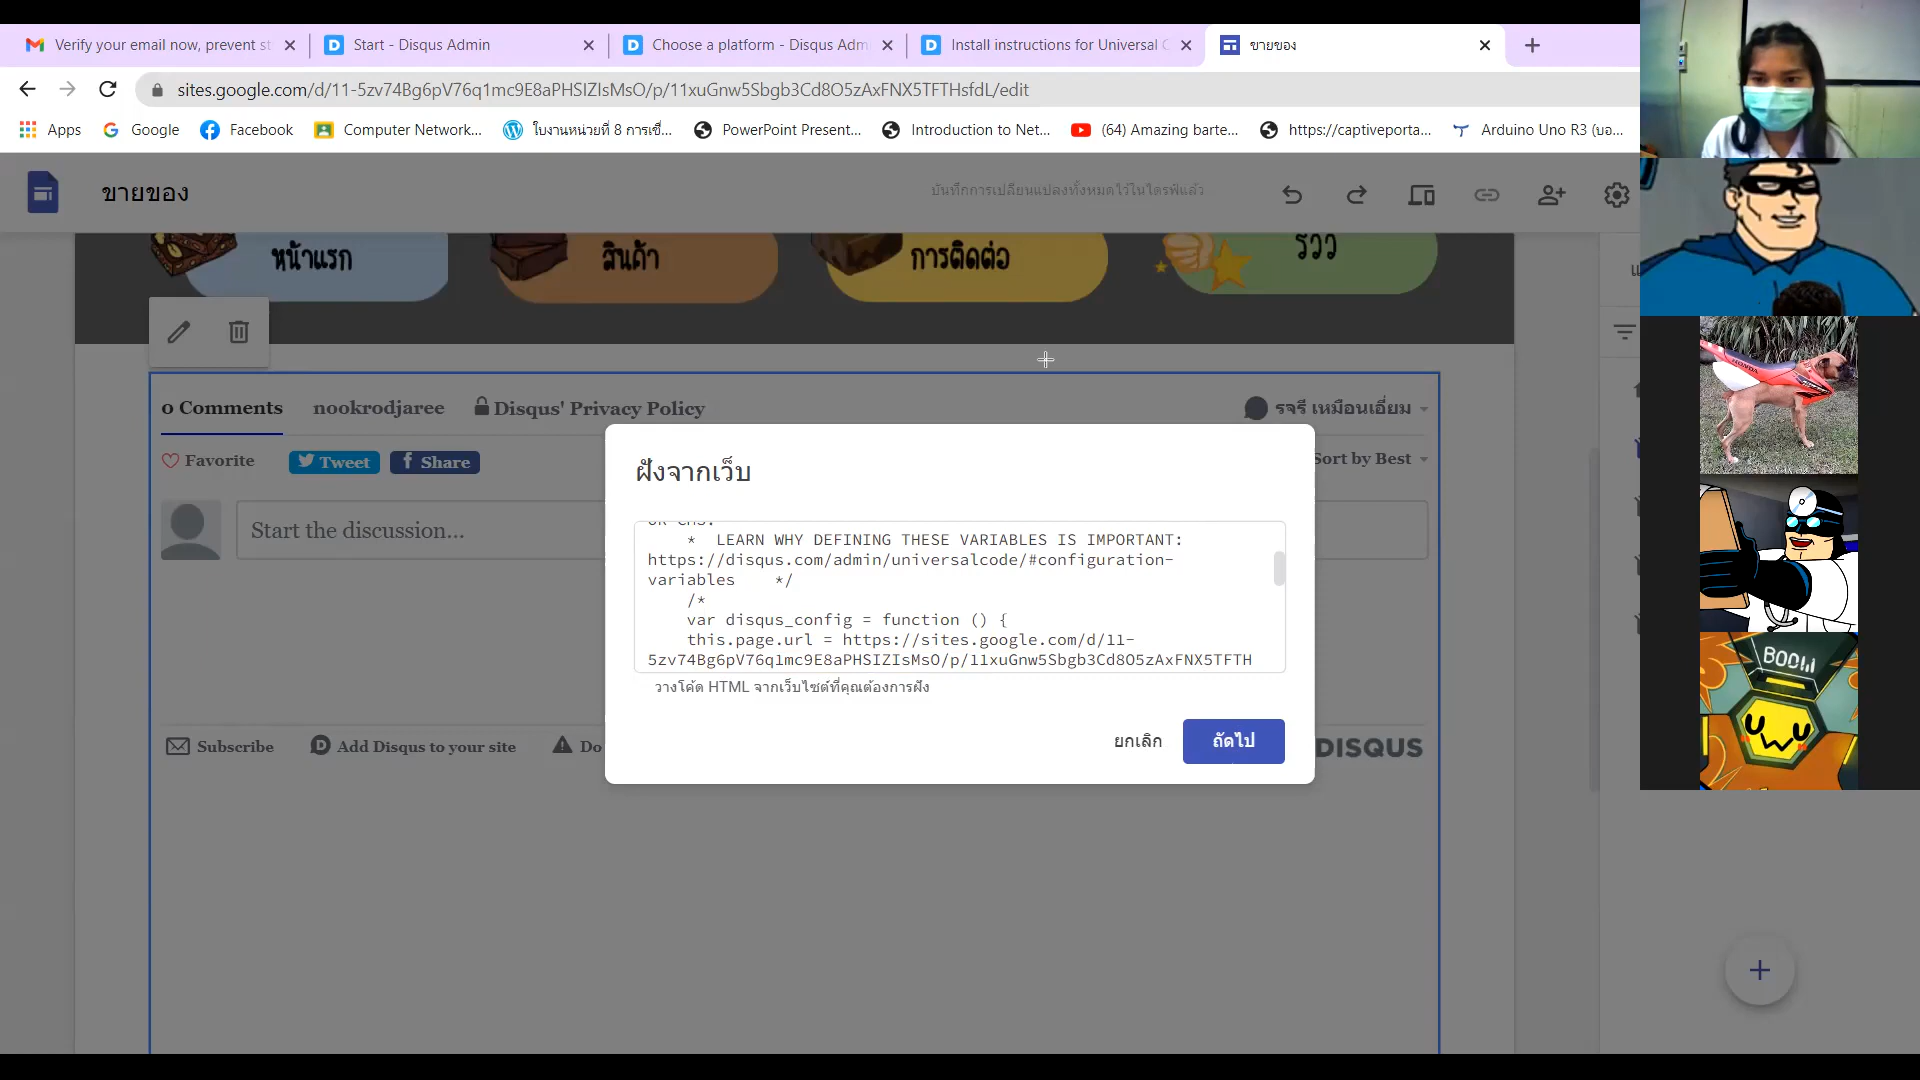 Verify your email now, prevent st
Start - Disqus Admin
Choose a platform - Disqus Adm
Install instructions for Universal C
ขายของ
sites.google.com/d/11-5zv74Bg6pV76q1mc9E8aPHSIZIsMsO/p/11xuGnw5Sbgb3Cd8O5zAxFNX5TFTHsfdL/edit
Apps
Google
Facebook
Computer Network...
ใบงานหน่วยที่ 8 การเชื่...
PowerPoint Present...
Introduction to Net...
(64) Amazing barte...
https://captiveporta...
Arduino Uno R3 (บอ...
ขายของ
บันทึกการเปลี่ยนแปลงทั้งหมดไว้ในไดรฟ์แล้ว
หน้าแรก
สินค้า
การติดต่อ
รีวิว
0 Comments
nookrodjaree
Disqus' Privacy Policy
รจรี เหมือนเอี่ยม
Favorite
Tweet
Share
Sort by Best
Start the discussion...
ฝังจากเว็บ
OR CMS.
* LEARN WHY DEFINING THESE VARIABLES IS IMPORTANT:
https://disqus.com/admin/universalcode/#configuration-
variables */
/*
var disqus_config = function () {
this.page.url = https://sites.google.com/d/11-
5zv74Bg6pV76q1mc9E8aPHSIZIsMsO/p/11xuGnw5Sbgb3Cd8O5zAxFNX5TFTH
วางโค้ด HTML จากเว็บไซต์ที่คุณต้องการฝัง
ยกเลิก
ถัดไป
Subscribe
Add Disqus to your site
Do
DISQUS
HONDA
BOOM